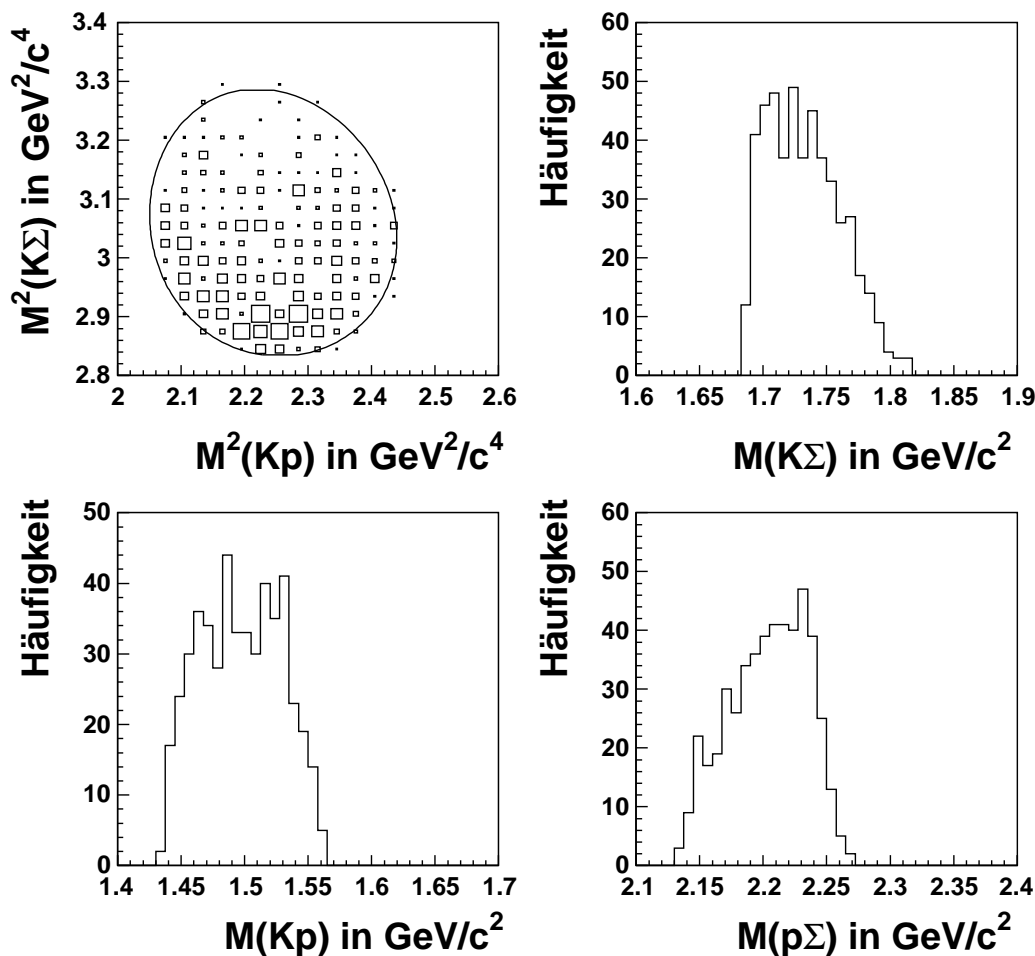 M²(KΣ) in GeV²/c⁴
3.4
3.3
3.2
3.1
3
2.9
2.8
2 2.1 2.2 2.3 2.4 2.5 2.6
M²(Kp) in GeV²/c⁴
Häufigkeit
60
50
40
30
20
10
0
1.6 1.65 1.7 1.75 1.8 1.85 1.9
M(KΣ) in GeV/c²
Häufigkeit
50
40
30
20
10
0
1.4 1.45 1.5 1.55 1.6 1.65 1.7
M(Kp) in GeV/c²
Häufigkeit
60
50
40
30
20
10
0
2.1 2.15 2.2 2.25 2.3 2.35 2.4
M(pΣ) in GeV/c²